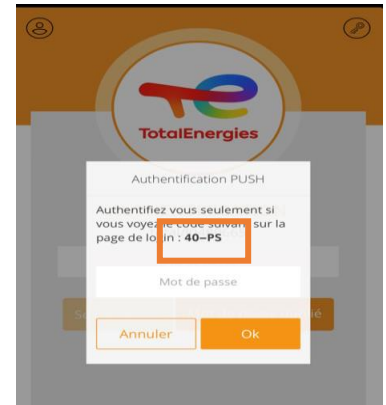 TotalEnergies
Authentification PUSH
Authentifiez vous seulement si
vous voyez le code suivant sur la
page de login : 40–PS
Mot de passe
Annuler
Ok